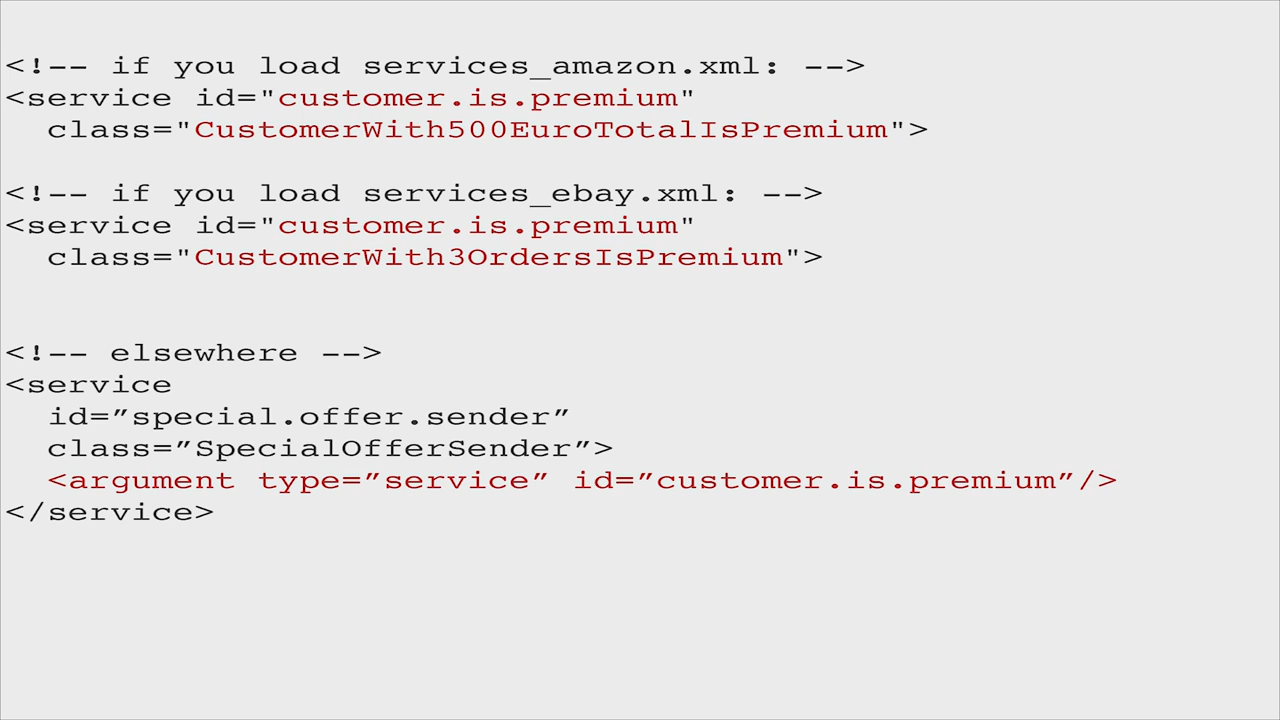 <!-- if you load services_amazon.xml: -->
<service id="customer.is.premium"
  class="CustomerWith500EuroTotalIsPremium">
<!-- if you load services_ebay.xml: -->
<service id="customer.is.premium"
  class="CustomerWith3OrdersIsPremium">
<!-- elsewhere -->
<service
  id=”special.offer.sender”
  class=”SpecialOfferSender”>
  <argument type=”service” id=”customer.is.premium”/>
</service>